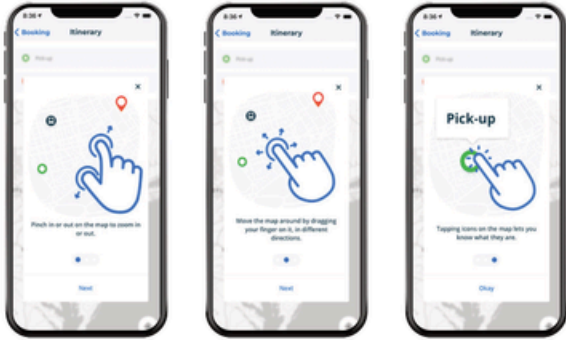 8:36
Booking
Itinerary
Pick-up
Pinch in or out on the map to zoom in
or out.
Next
8:36
Booking
Itinerary
Pick-up
Move the map around by dragging
your finger on it, in different
directions.
Next
8:36
Booking
Itinerary
Pick-up
Pick-up
Tapping icons on the map lets you
know what they are.
Okay